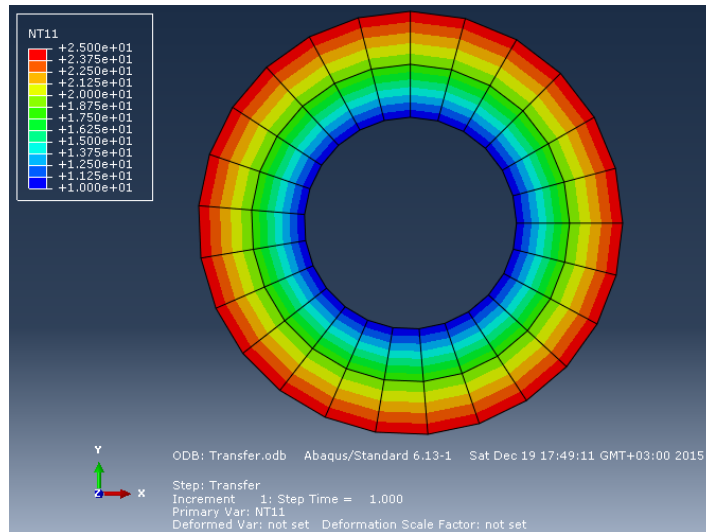 NT11
+2.500e+01
+2.375e+01
+2.250e+01
+2.125e+01
+2.000e+01
+1.875e+01
+1.750e+01
+1.625e+01
+1.500e+01
+1.375e+01
+1.250e+01
+1.125e+01
+1.000e+01
Y
Z X
ODB: Transfer.odb Abaqus/Standard 6.13-1 Sat Dec 19 17:49:11 GMT+03:00 2015
Step: Transfer
Increment 1: Step Time = 1.000
Primary Var: NT11
Deformed Var: not set Deformation Scale Factor: not set